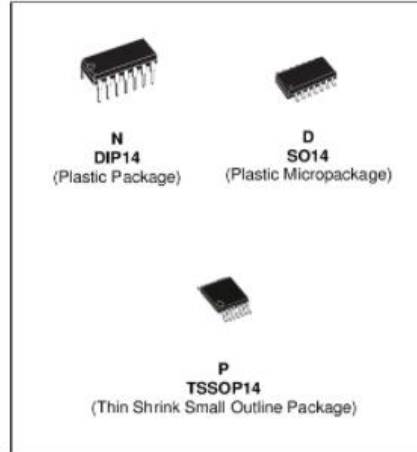 N
DIP14
(Plastic Package)
D
SO14
(Plastic Micropackage)
P
TSSOP14
(Thin Shrink Small Outline Package)